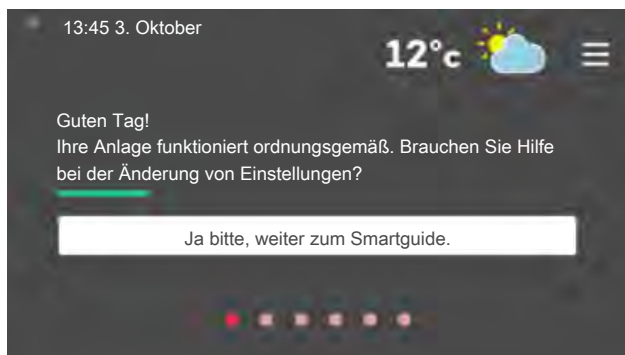 13:45 3. Oktober
12°c
Guten Tag!
Ihre Anlage funktioniert ordnungsgemäß. Brauchen Sie Hilfe
bei der Änderung von Einstellungen?
Ja bitte, weiter zum Smartguide.